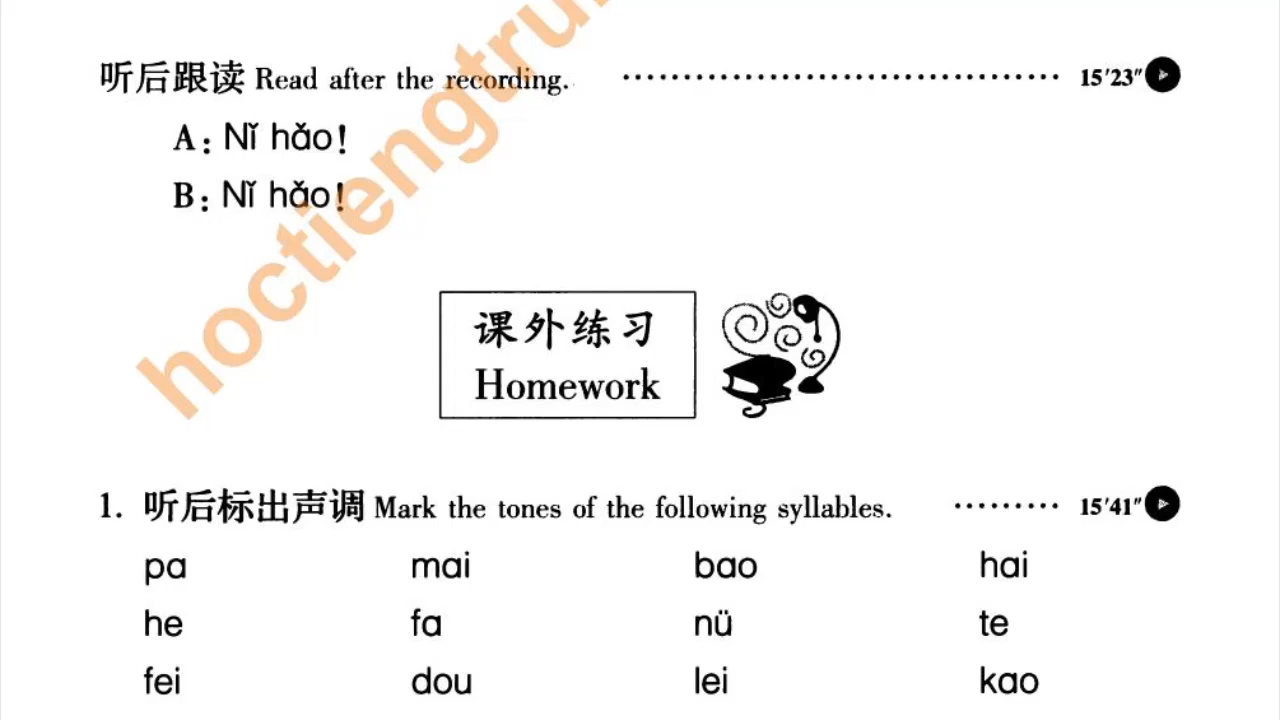 听后跟读 Read after the recording. ································· 15′23″
A: Nǐ hǎo!
B: Nǐ hǎo!
hoctiengtru
课外练习
Homework
1. 听后标出声调 Mark the tones of the following syllables. ········· 15′41″
pa mai bao hai
he fa nü te
fei dou lei kao